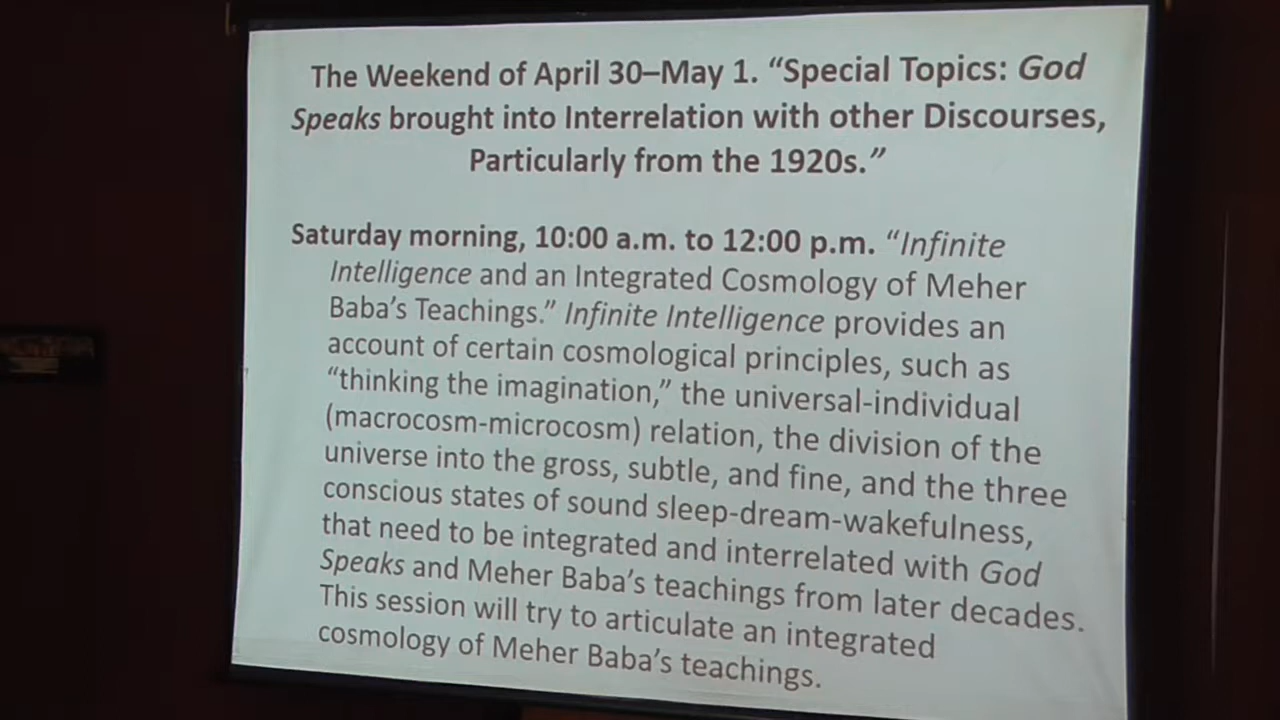 The Weekend of April 30–May 1. “Special Topics: God
Speaks brought into Interrelation with other Discourses,
Particularly from the 1920s.”
Saturday morning, 10:00 a.m. to 12:00 p.m. “Infinite
Intelligence and an Integrated Cosmology of Meher
Baba’s Teachings.” Infinite Intelligence provides an
account of certain cosmological principles, such as
“thinking the imagination,” the universal-individual
(macrocosm-microcosm) relation, the division of the
universe into the gross, subtle, and fine, and the three
conscious states of sound sleep-dream-wakefulness,
that need to be integrated and interrelated with God
Speaks and Meher Baba’s teachings from later decades.
This session will try to articulate an integrated
cosmology of Meher Baba’s teachings.